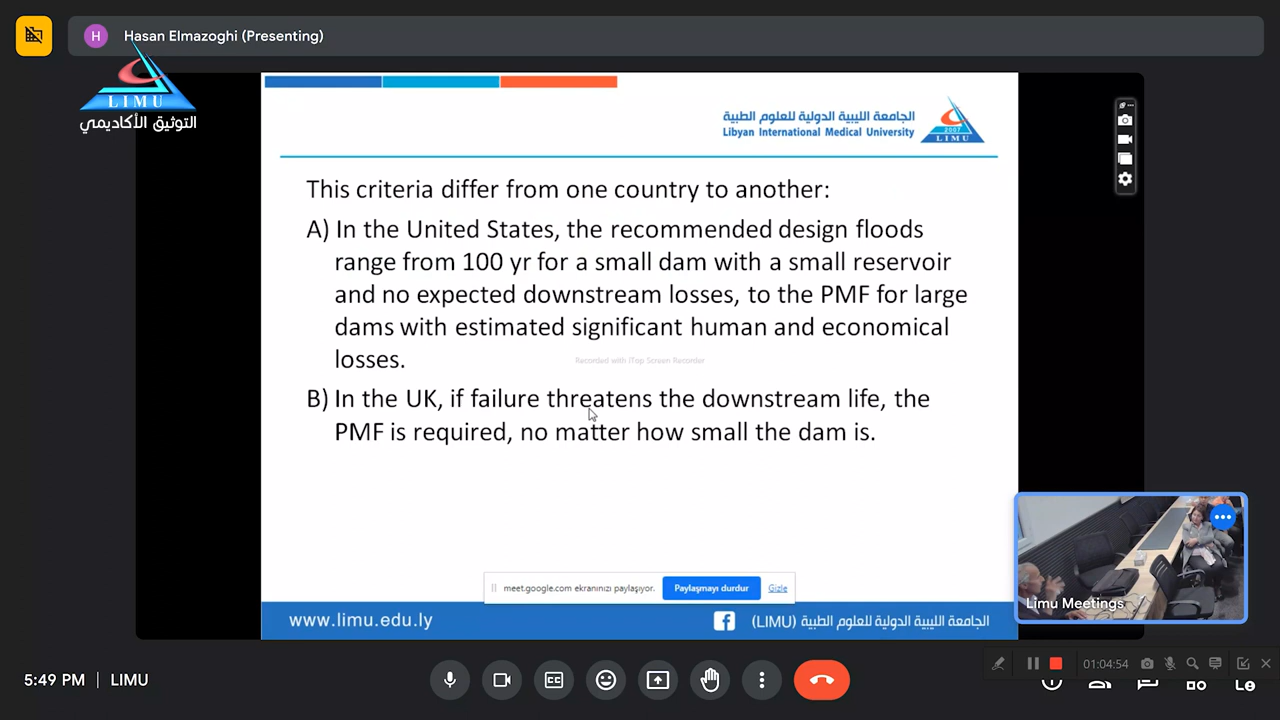 H Hasan Elmazoghi (Presenting)
LIMU
التوثيق الأكاديمي
الجامعة الليبية الدولية للعلوم الطبية
Libyan International Medical University
2007
LIMU
This criteria differ from one country to another:
A) In the United States, the recommended design floods
range from 100 yr for a small dam with a small reservoir
and no expected downstream losses, to the PMF for large
dams with estimated significant human and economical
losses.
Recorded with iTop Screen Recorder
B) In the UK, if failure threatens the downstream life, the
PMF is required, no matter how small the dam is.
meet.google.com ekranınızı paylaşıyor. Paylaşmayı durdur Gizle
Limu Meetings
www.limu.edu.ly
الجامعة الليبية الدولية للعلوم الطبية (LIMU)
5:49 PM | LIMU
01:04:54